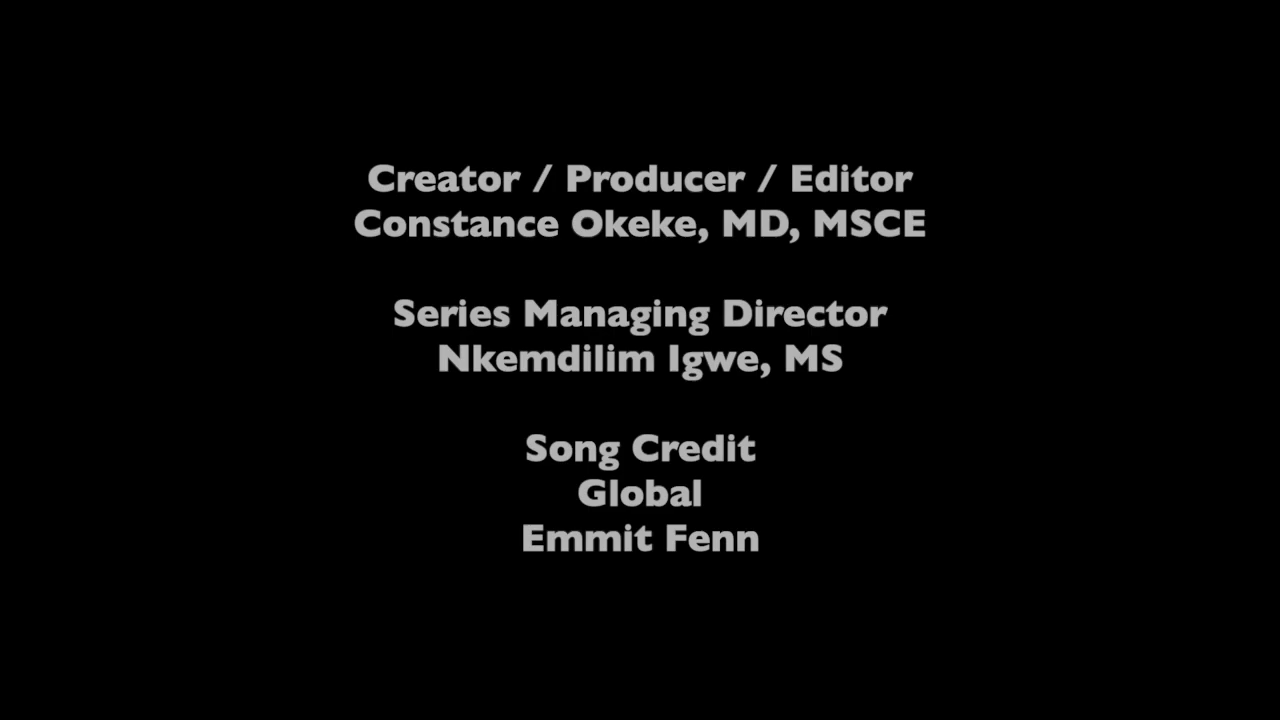 Creator / Producer / Editor
Constance Okeke, MD, MSCE
Series Managing Director
Nkemdilim Igwe, MS
Song Credit
Global
Emmit Fenn